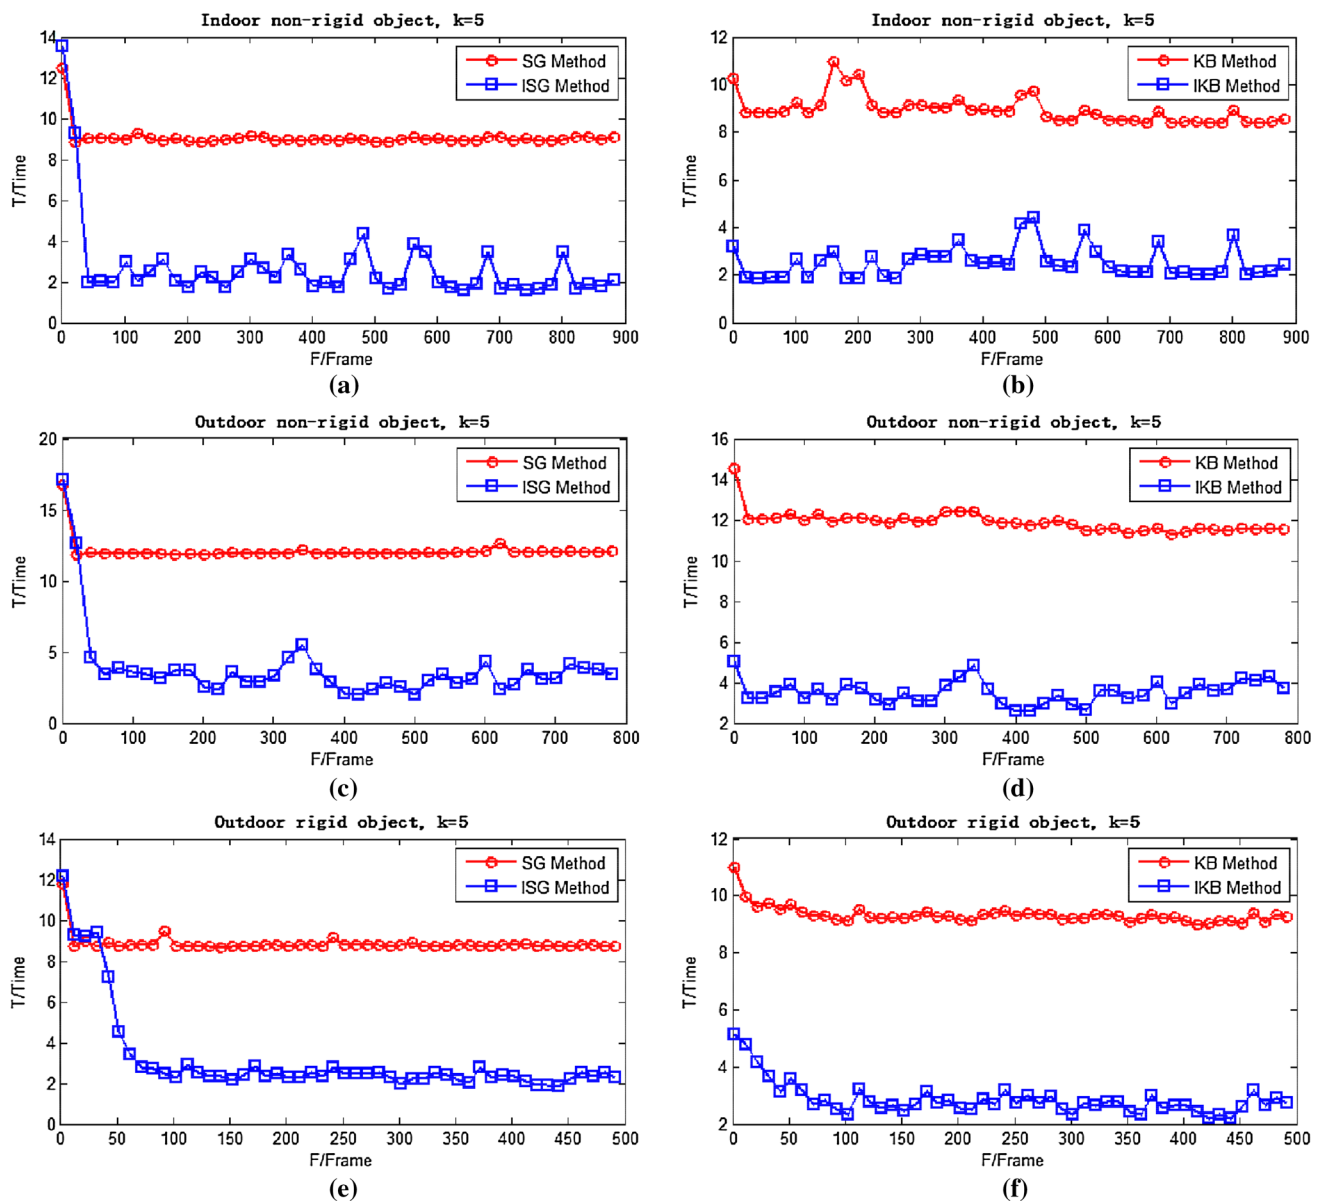 Indoor non-rigid object, k=5
14
12
10
8
6
4
2
0
T/Time
SG Method
ISG Method
0 100 200 300 400 500 600 700 800 900
F/Frame
(a)
Indoor non-rigid object, k=5
12
10
8
6
4
2
0
T/Time
KB Method
IKB Method
0 100 200 300 400 500 600 700 800 900
F/Frame
(b)
Outdoor non-rigid object, k=5
20
15
10
5
0
T/Time
SG Method
ISG Method
0 100 200 300 400 500 600 700 800
F/Frame
(c)
Outdoor non-rigid object, k=5
16
14
12
10
8
6
4
2
T/Time
KB Method
IKB Method
0 100 200 300 400 500 600 700 800
F/Frame
(d)
Outdoor rigid object, k=5
14
12
10
8
6
4
2
0
T/Time
SG Method
ISG Method
0 50 100 150 200 250 300 350 400 450 500
F/Frame
(e)
Outdoor rigid object, k=5
12
10
8
6
4
2
T/Time
KB Method
IKB Method
0 50 100 150 200 250 300 350 400 450 500
F/Frame
(f)